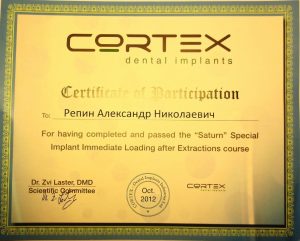 CORTEX
dental implants
Certificate of Participation
To: Репин Александр Николаевич
For having completed and passed the "Saturn" Special
Implant Immediate Loading after Extractions course
Dr. Zvi Laster, DMD
Scientific Committee
Oct.
2012
CORTEX